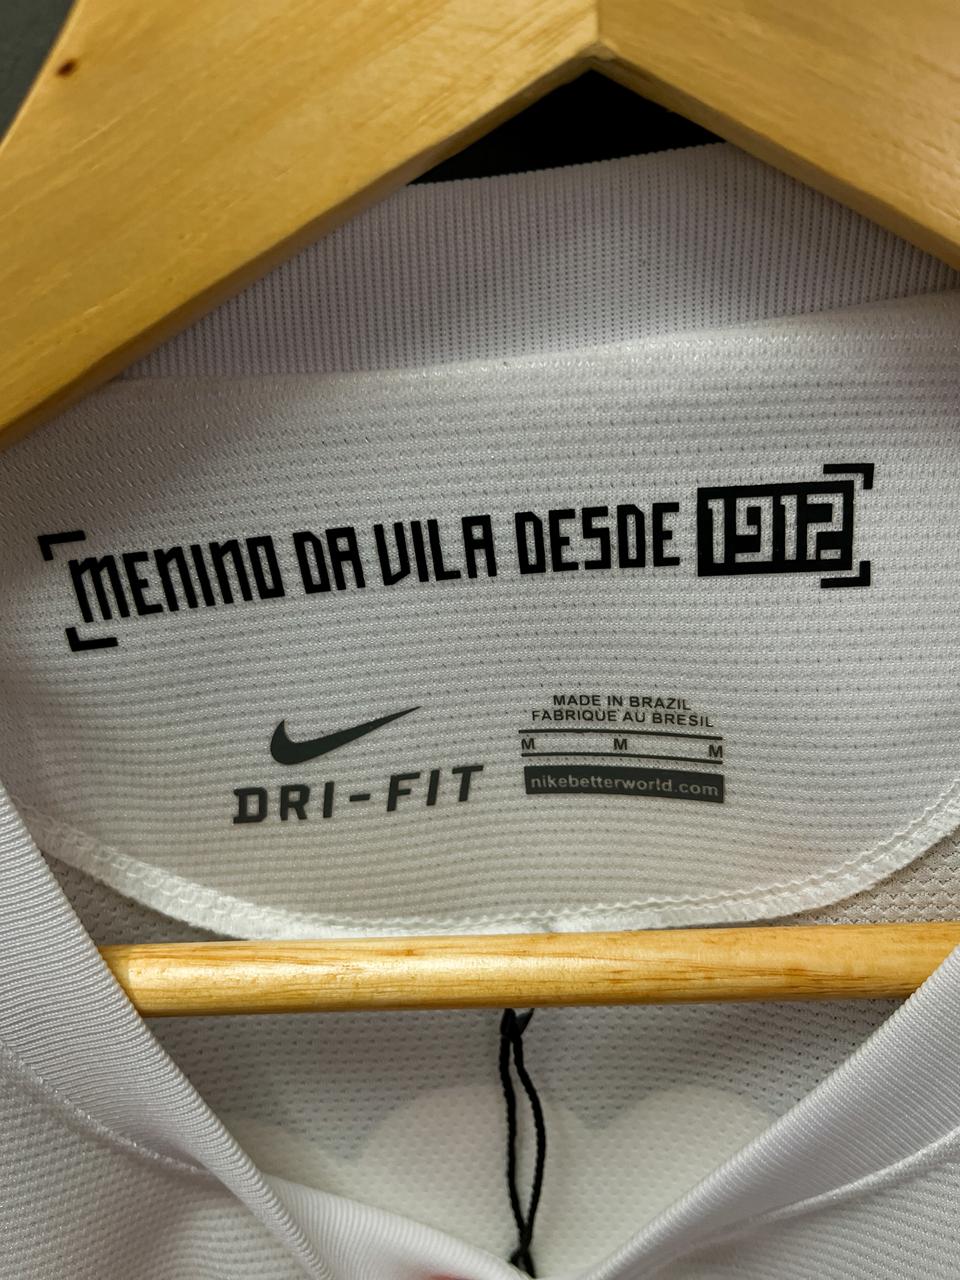 MENINO DA VILA DESDE 1912
DRI-FIT
MADE IN BRAZIL
FABRIQUE AU BRESIL
M M M
nikebetterworld.com